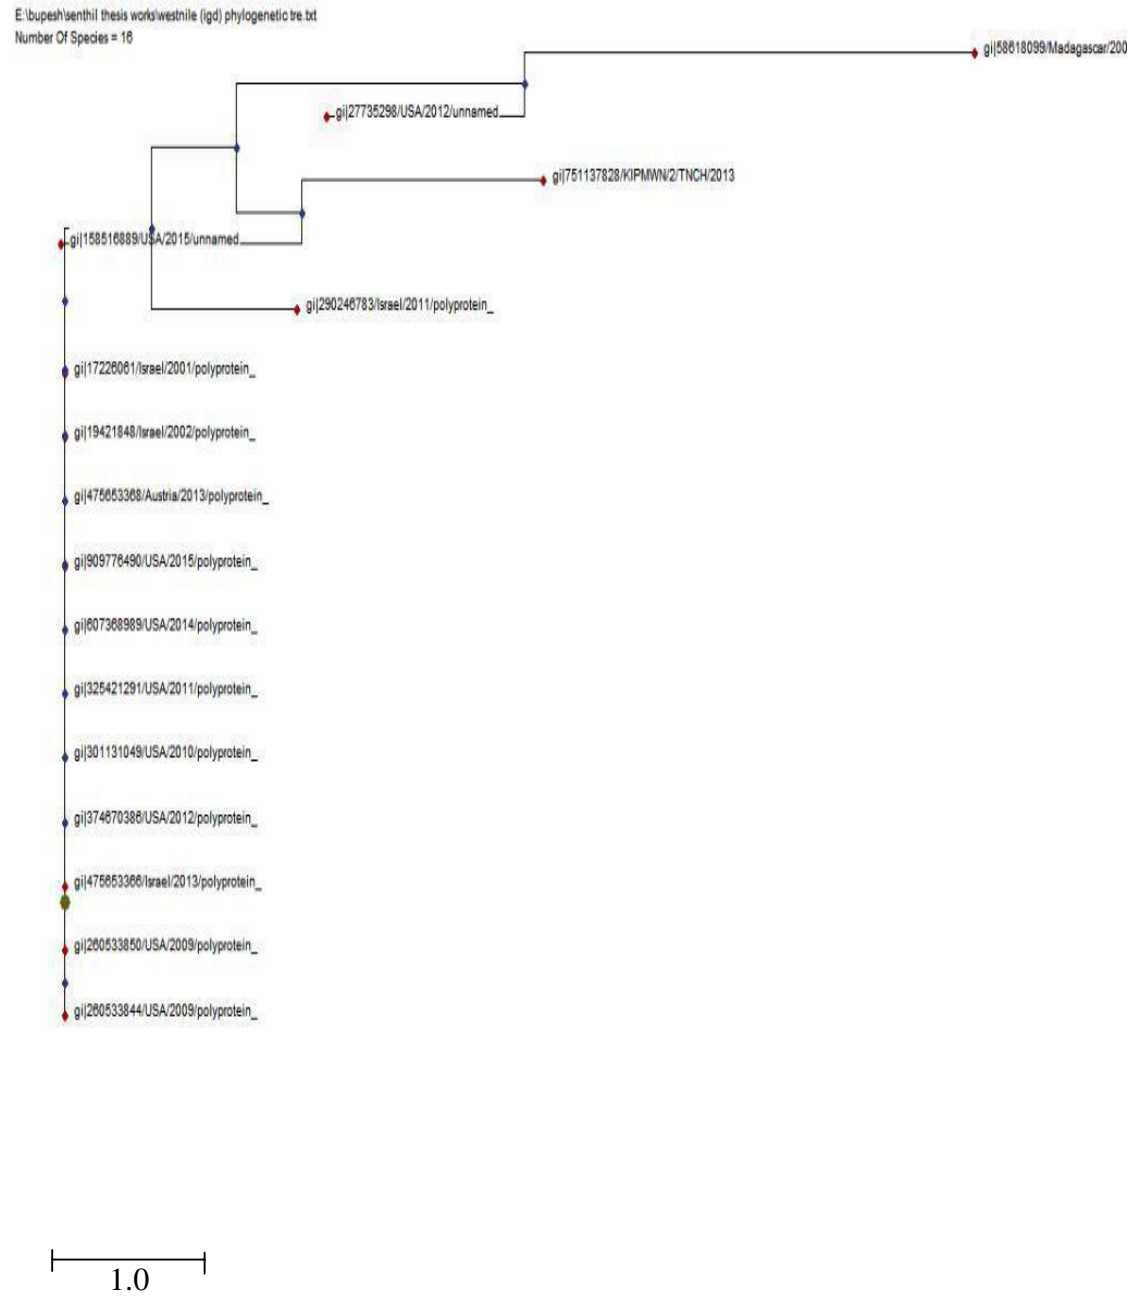 E:\bupesh\senthil thesis works\westnile (igd) phylogenetic tre.txt
Number Of Species = 16
gi|58618099/Madagascar/200
gi|27735298/USA/2012/unnamed
gi|751137828/KIPMWN/2/TNCH/2013
gi|158516889/USA/2015/unnamed
gi|290246783/Israel/2011/polyprotein_
gi|17226061/Israel/2001/polyprotein_
gi|19421848/Israel/2002/polyprotein_
gi|475653368/Austria/2013/polyprotein_
gi|909776490/USA/2015/polyprotein_
gi|607368989/USA/2014/polyprotein_
gi|325421291/USA/2011/polyprotein_
gi|301131049/USA/2010/polyprotein_
gi|374670386/USA/2012/polyprotein_
gi|475653366/Israel/2013/polyprotein_
gi|260533850/USA/2009/polyprotein_
gi|260533844/USA/2009/polyprotein_
1.0